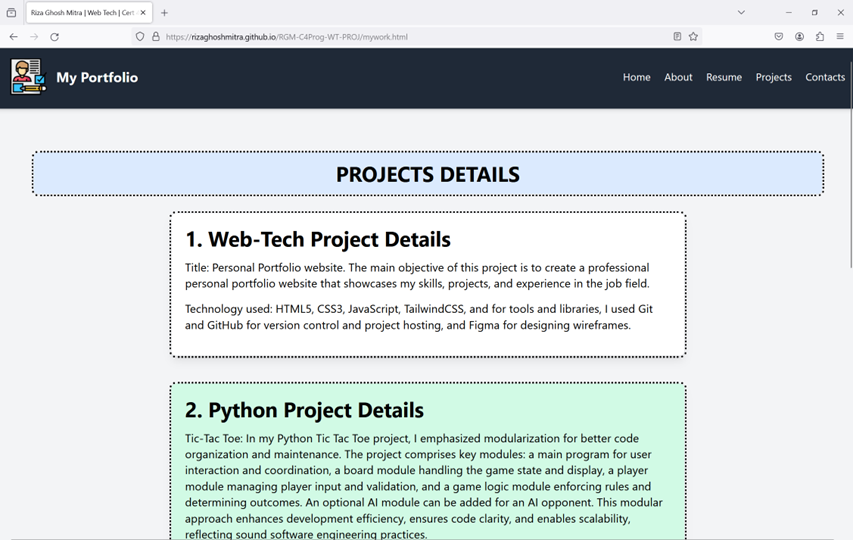 Riza Ghosh Mitra | Web Tech | Cert
https://rizaghoshmitra.github.io/RGM-C4Prog-WT-PROJ/mywork.html
My Portfolio
Home About Resume Projects Contacts
PROJECTS DETAILS
1. Web-Tech Project Details
Title: Personal Portfolio website. The main objective of this project is to create a professional
personal portfolio website that showcases my skills, projects, and experience in the job field.
Technology used: HTML5, CSS3, JavaScript, TailwindCSS, and for tools and libraries, I used Git
and GitHub for version control and project hosting, and Figma for designing wireframes.
2. Python Project Details
Tic-Tac Toe: In my Python Tic Tac Toe project, I emphasized modularization for better code
organization and maintenance. The project comprises key modules: a main program for user
interaction and coordination, a board module handling the game state and display, a player
module managing player input and validation, and a game logic module enforcing rules and
determining outcomes. An optional AI module can be added for an AI opponent. This modular
approach enhances development efficiency, ensures code clarity, and enables scalability,
reflecting sound software engineering practices.